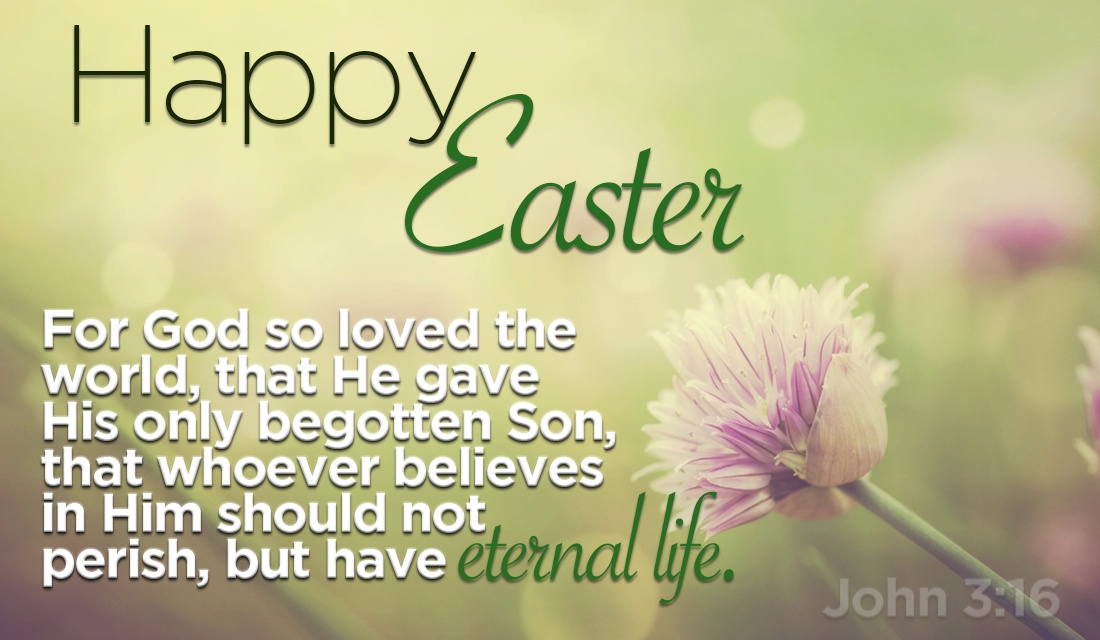 Happy
Easter
For God so loved the
world, that He gave
His only begotten Son,
that whoever believes
in Him should not
perish, but have eternal life.
John 3:16